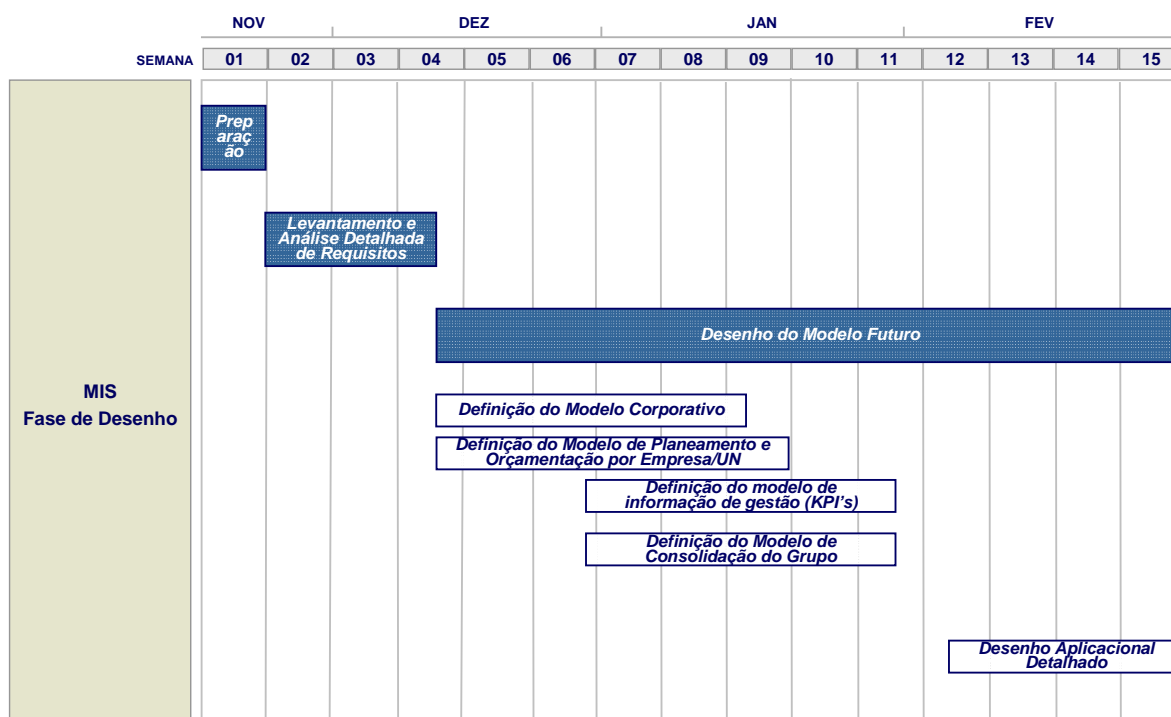 NOV DEZ JAN FEV
SEMANA 01 02 03 04 05 06 07 08 09 10 11 12 13 14 15
Prep
araç
ão
Levantamento e
Análise Detalhada
de Requisitos
Desenho do Modelo Futuro
MIS
Fase de Desenho
Definição do Modelo Corporativo
Definição do Modelo de Planeamento e
Orçamentação por Empresa/UN
Definição do modelo de
informação de gestão (KPI's)
Definição do Modelo de
Consolidação do Grupo
Desenho Aplicacional
Detalhado